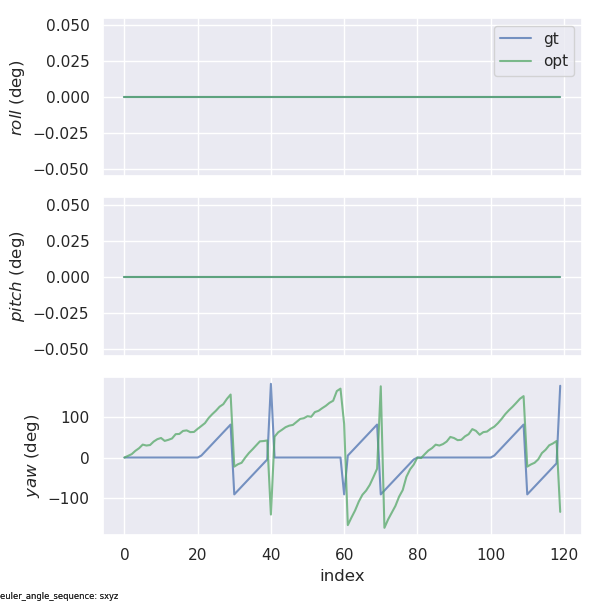 0.050
0.025
0.000
−0.025
−0.050
roll (deg)
gt
opt
0.050
0.025
0.000
−0.025
−0.050
pitch (deg)
100
0
−100
yaw (deg)
0 20 40 60 80 100 120
index
euler_angle_sequence: sxyz